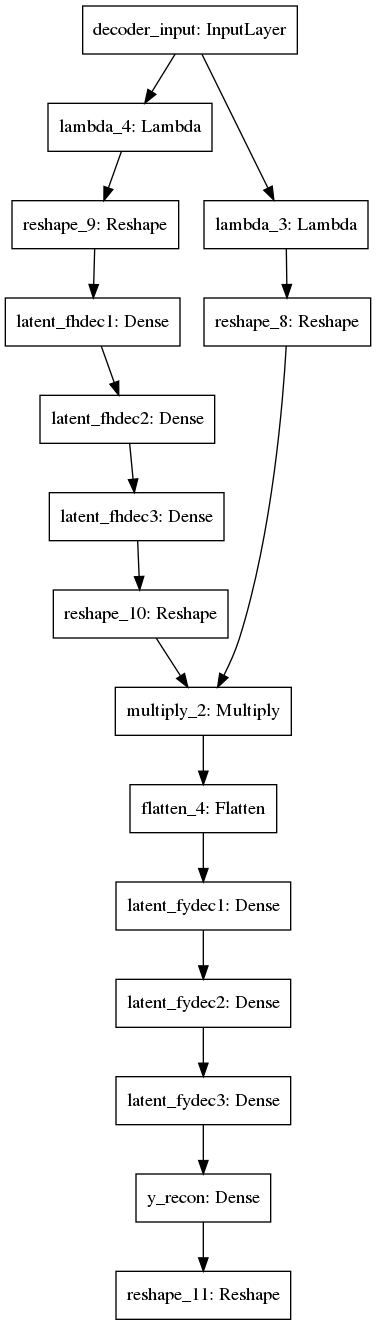 decoder_input: InputLayer
lambda_4: Lambda
reshape_9: Reshape
lambda_3: Lambda
latent_fhdec1: Dense
reshape_8: Reshape
latent_fhdec2: Dense
latent_fhdec3: Dense
reshape_10: Reshape
multiply_2: Multiply
flatten_4: Flatten
latent_fydec1: Dense
latent_fydec2: Dense
latent_fydec3: Dense
y_recon: Dense
reshape_11: Reshape